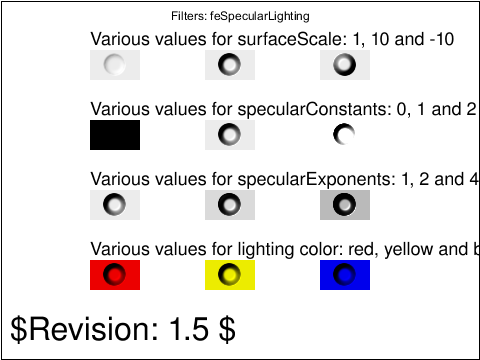 Filters: feSpecularLighting
Various values for surfaceScale: 1, 10 and -10
Various values for specularConstants: 0, 1 and 2
Various values for specularExponents: 1, 2 and 4
Various values for lighting color: red, yellow and
$Revision: 1.5 $